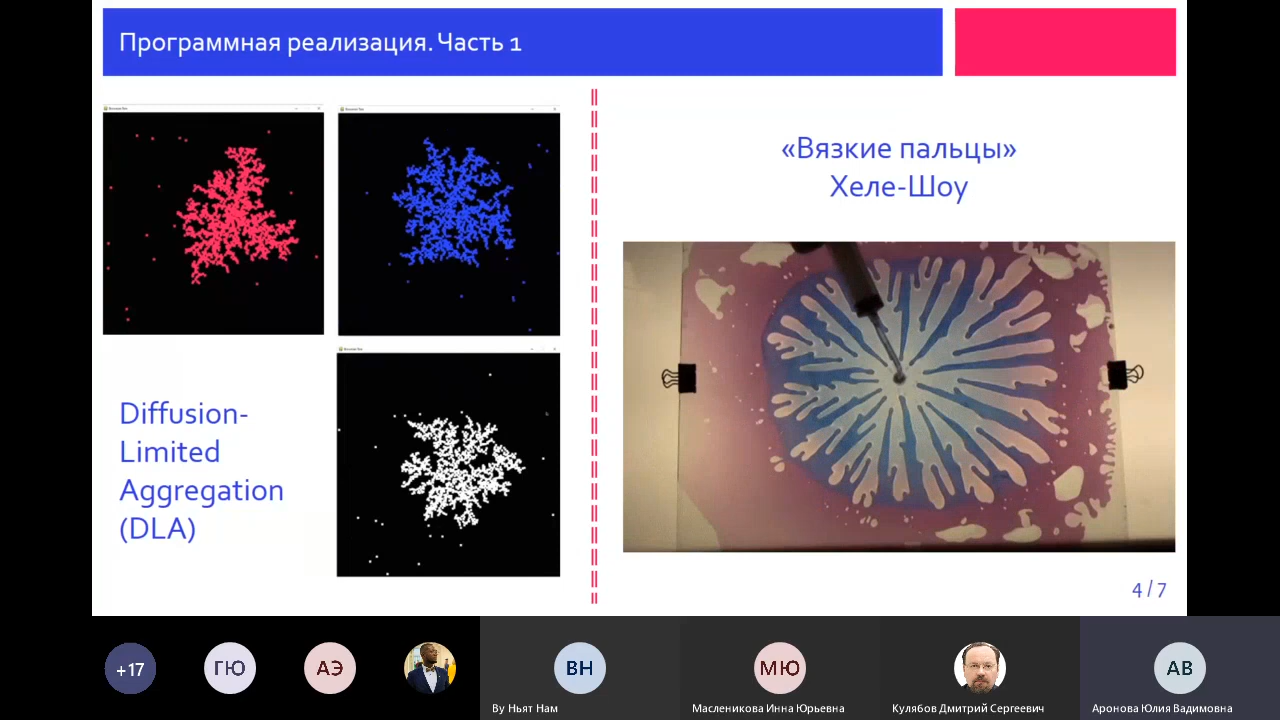 Программная реализация. Часть 1
«Вязкие пальцы»
Хеле-Шоу
Diffusion-
Limited
Aggregation
(DLA)
4 / 7
+17
ГЮ
АЭ
ВН
МЮ
АВ
Ву Ньят Нам
Масленикова Инна Юрьевна
Кулябов Дмитрий Сергеевич
Аронова Юлия Вадимовна